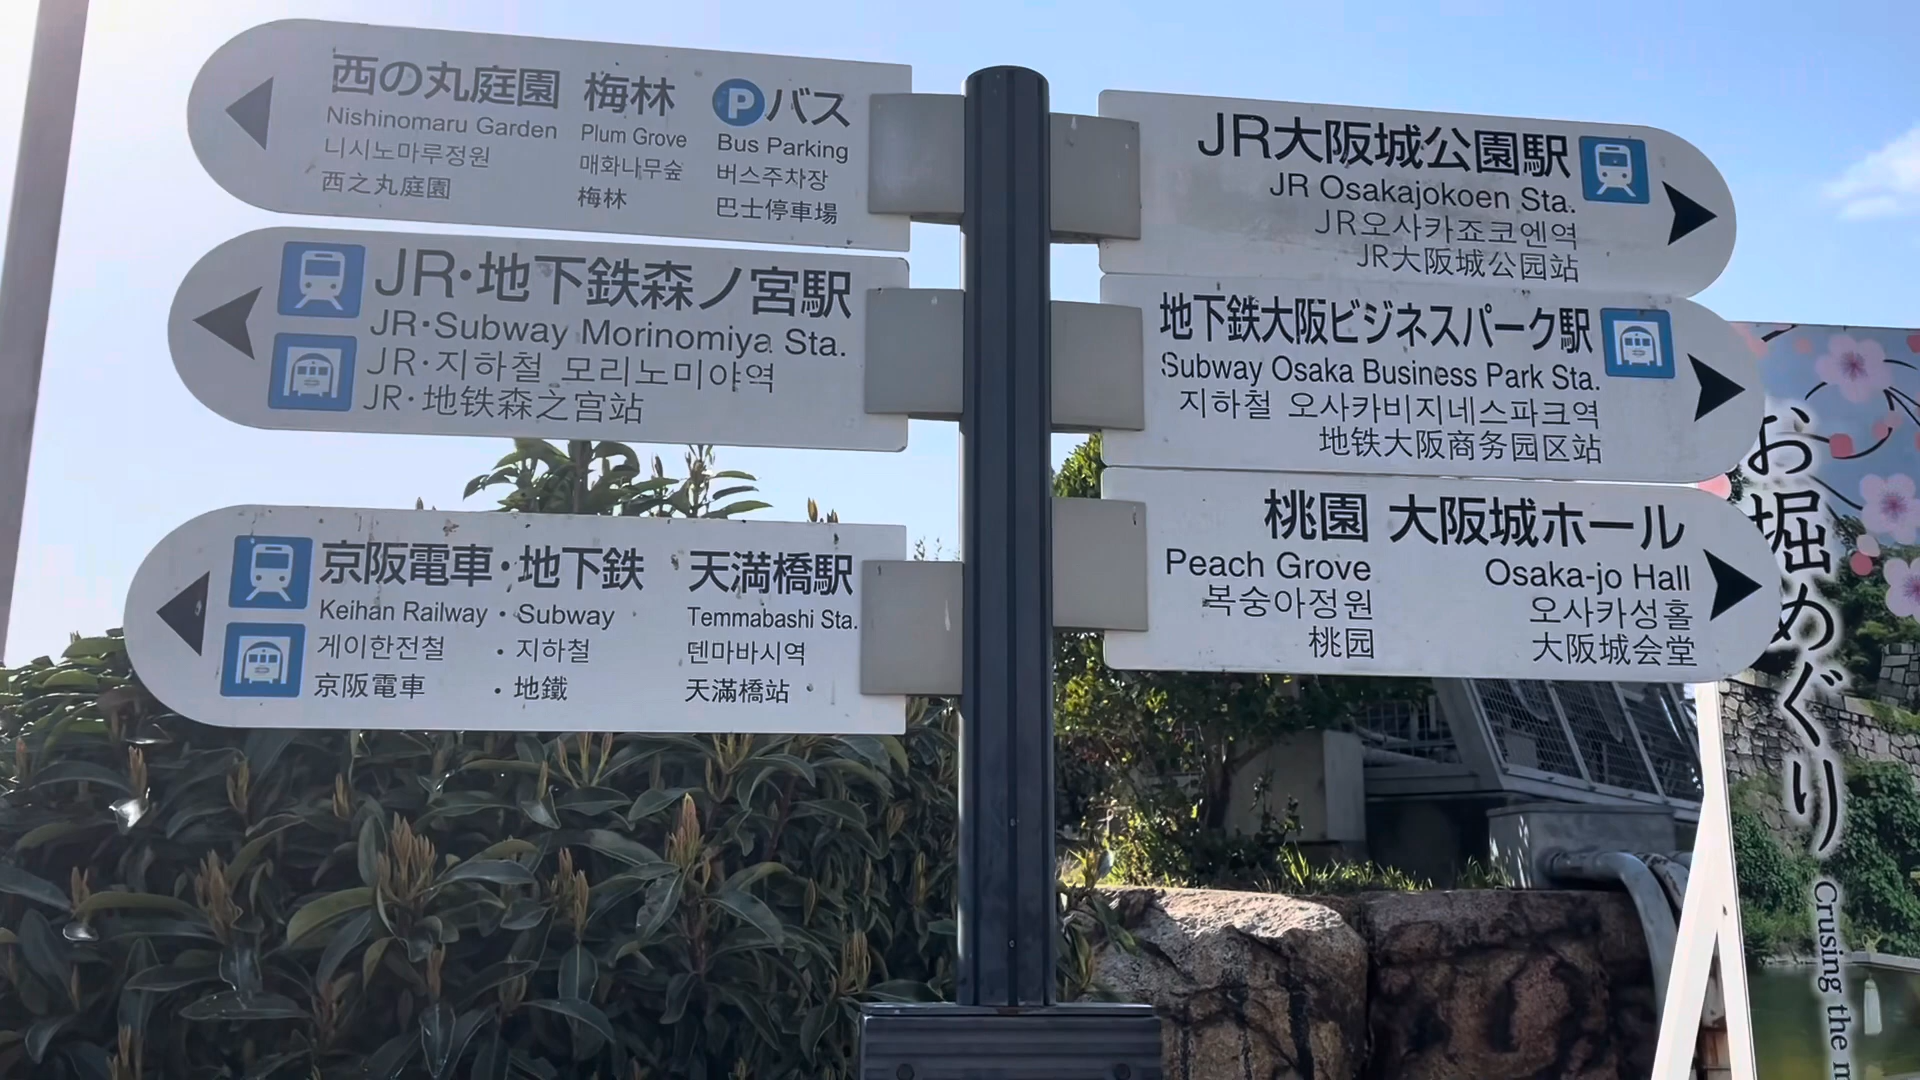 西の丸庭園 梅林 Pバス
Nishinomaru Garden Plum Grove Bus Parking
니시노마루정원 매화나무숲 버스주차장
西之丸庭園 梅林 巴士停車場
JR・地下鉄森ノ宮駅
JR・Subway Morinomiya Sta.
JR・지하철 모리노미야역
JR・地铁森之宫站
京阪電車・地下鉄 天満橋駅
Keihan Railway・Subway Temmabashi Sta.
게이한전철・지하철 텐마바시역
京阪電車・地鐵 天滿橋站
JR大阪城公園駅
JR Osakajokoen Sta.
JR오사카죠코엔역
JR大阪城公园站
地下鉄大阪ビジネスパーク駅
Subway Osaka Business Park Sta.
지하철 오사카비지네스파크역
地铁大阪商务园区站
桃園 大阪城ホール
Peach Grove Osaka-jo Hall
복숭아정원 오사카성홀
桃园 大阪城会堂
お堀めぐり
Crusing the